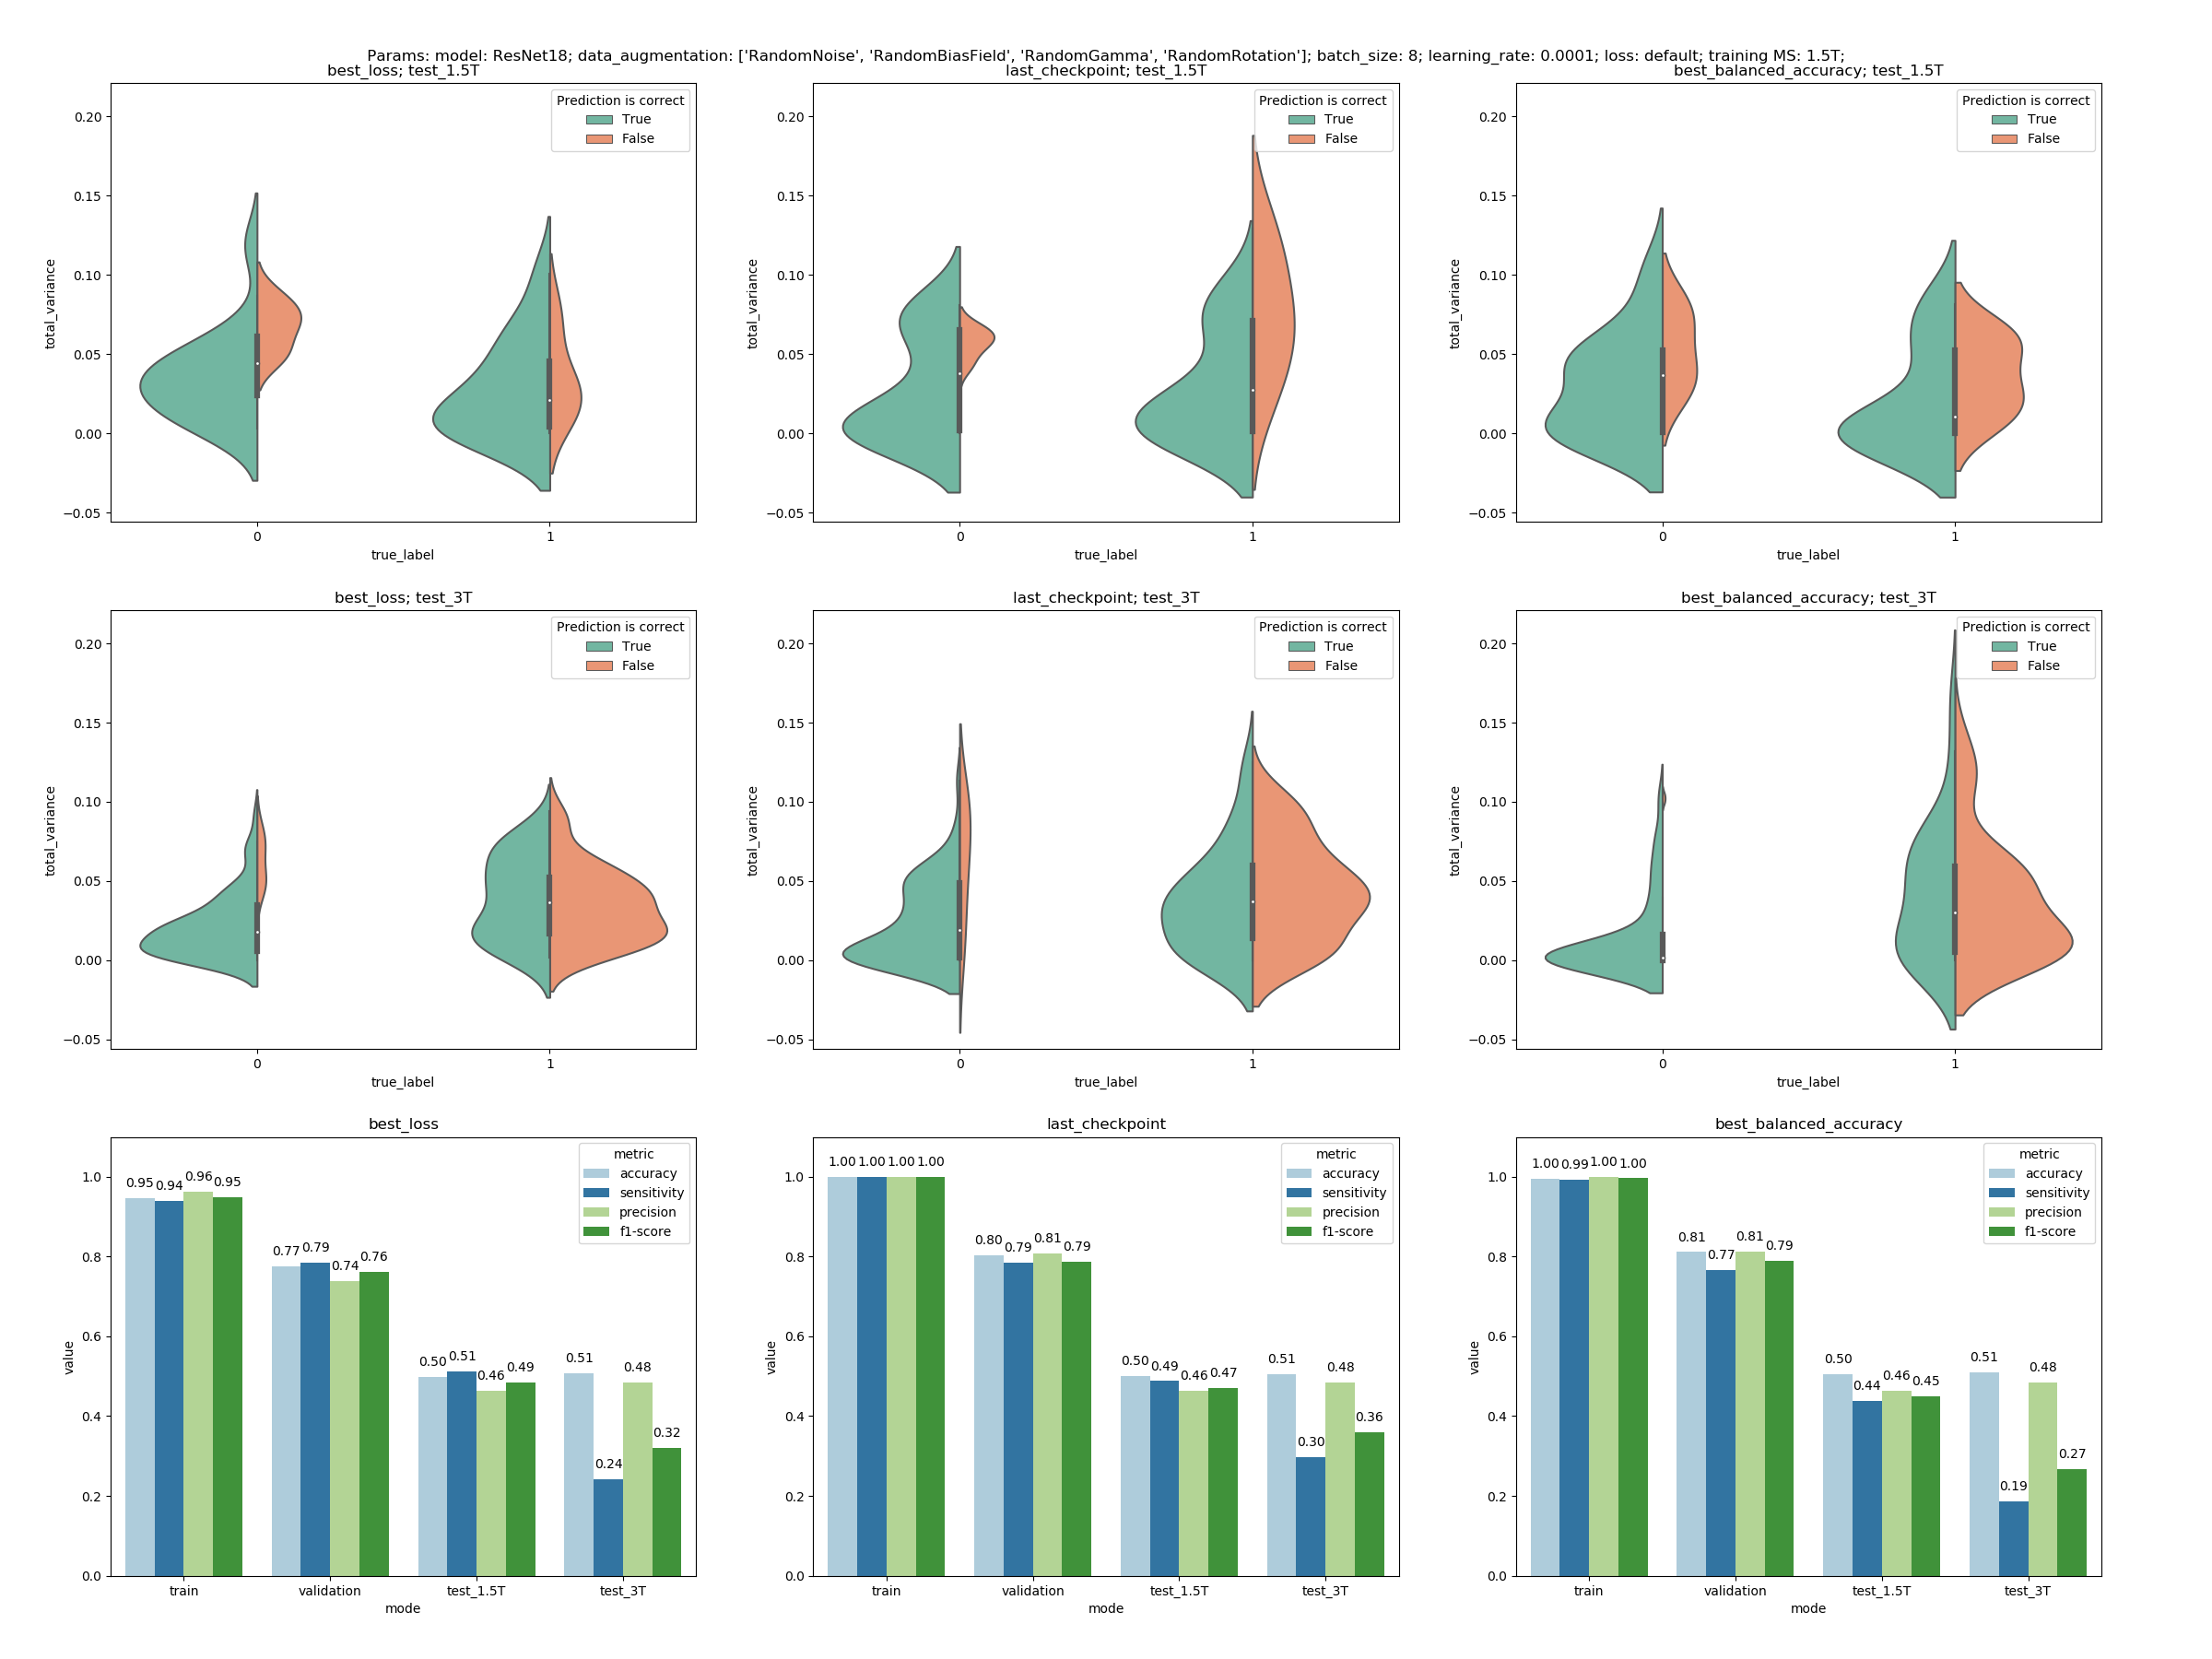 Params: model: ResNet18; data_augmentation: ['RandomNoise', 'RandomBiasField', 'RandomGamma', 'RandomRotation']; batch_size: 8; learning_rate: 0.0001; loss: default; training MS: 1.5T;
best_loss; test_1.5T
total_variance
0.20
0.15
0.10
0.05
0.00
−0.05
Prediction is correct
True
False
0 1
true_label
last_checkpoint; test_1.5T
total_variance
0.20
0.15
0.10
0.05
0.00
−0.05
Prediction is correct
True
False
0 1
true_label
best_balanced_accuracy; test_1.5T
total_variance
0.20
0.15
0.10
0.05
0.00
−0.05
Prediction is correct
True
False
0 1
true_label
best_loss; test_3T
total_variance
0.20
0.15
0.10
0.05
0.00
−0.05
Prediction is correct
True
False
0 1
true_label
last_checkpoint; test_3T
total_variance
0.20
0.15
0.10
0.05
0.00
−0.05
Prediction is correct
True
False
0 1
true_label
best_balanced_accuracy; test_3T
total_variance
0.20
0.15
0.10
0.05
0.00
−0.05
Prediction is correct
True
False
0 1
true_label
best_loss
value
1.0
0.8
0.6
0.4
0.2
0.0
metric
accuracy
sensitivity
precision
f1-score
0.95 0.94 0.96 0.95
0.77 0.79 0.74 0.76
0.50 0.51 0.46 0.49
0.51 0.24 0.48 0.32
train validation test_1.5T test_3T
mode
last_checkpoint
value
1.0
0.8
0.6
0.4
0.2
0.0
metric
accuracy
sensitivity
precision
f1-score
1.00 1.00 1.00 1.00
0.80 0.79 0.81 0.79
0.50 0.49 0.46 0.47
0.51 0.30 0.48 0.36
train validation test_1.5T test_3T
mode
best_balanced_accuracy
value
1.0
0.8
0.6
0.4
0.2
0.0
metric
accuracy
sensitivity
precision
f1-score
1.00 0.99 1.00 1.00
0.81 0.77 0.81 0.79
0.50 0.44 0.46 0.45
0.51 0.19 0.48 0.27
train validation test_1.5T test_3T
mode